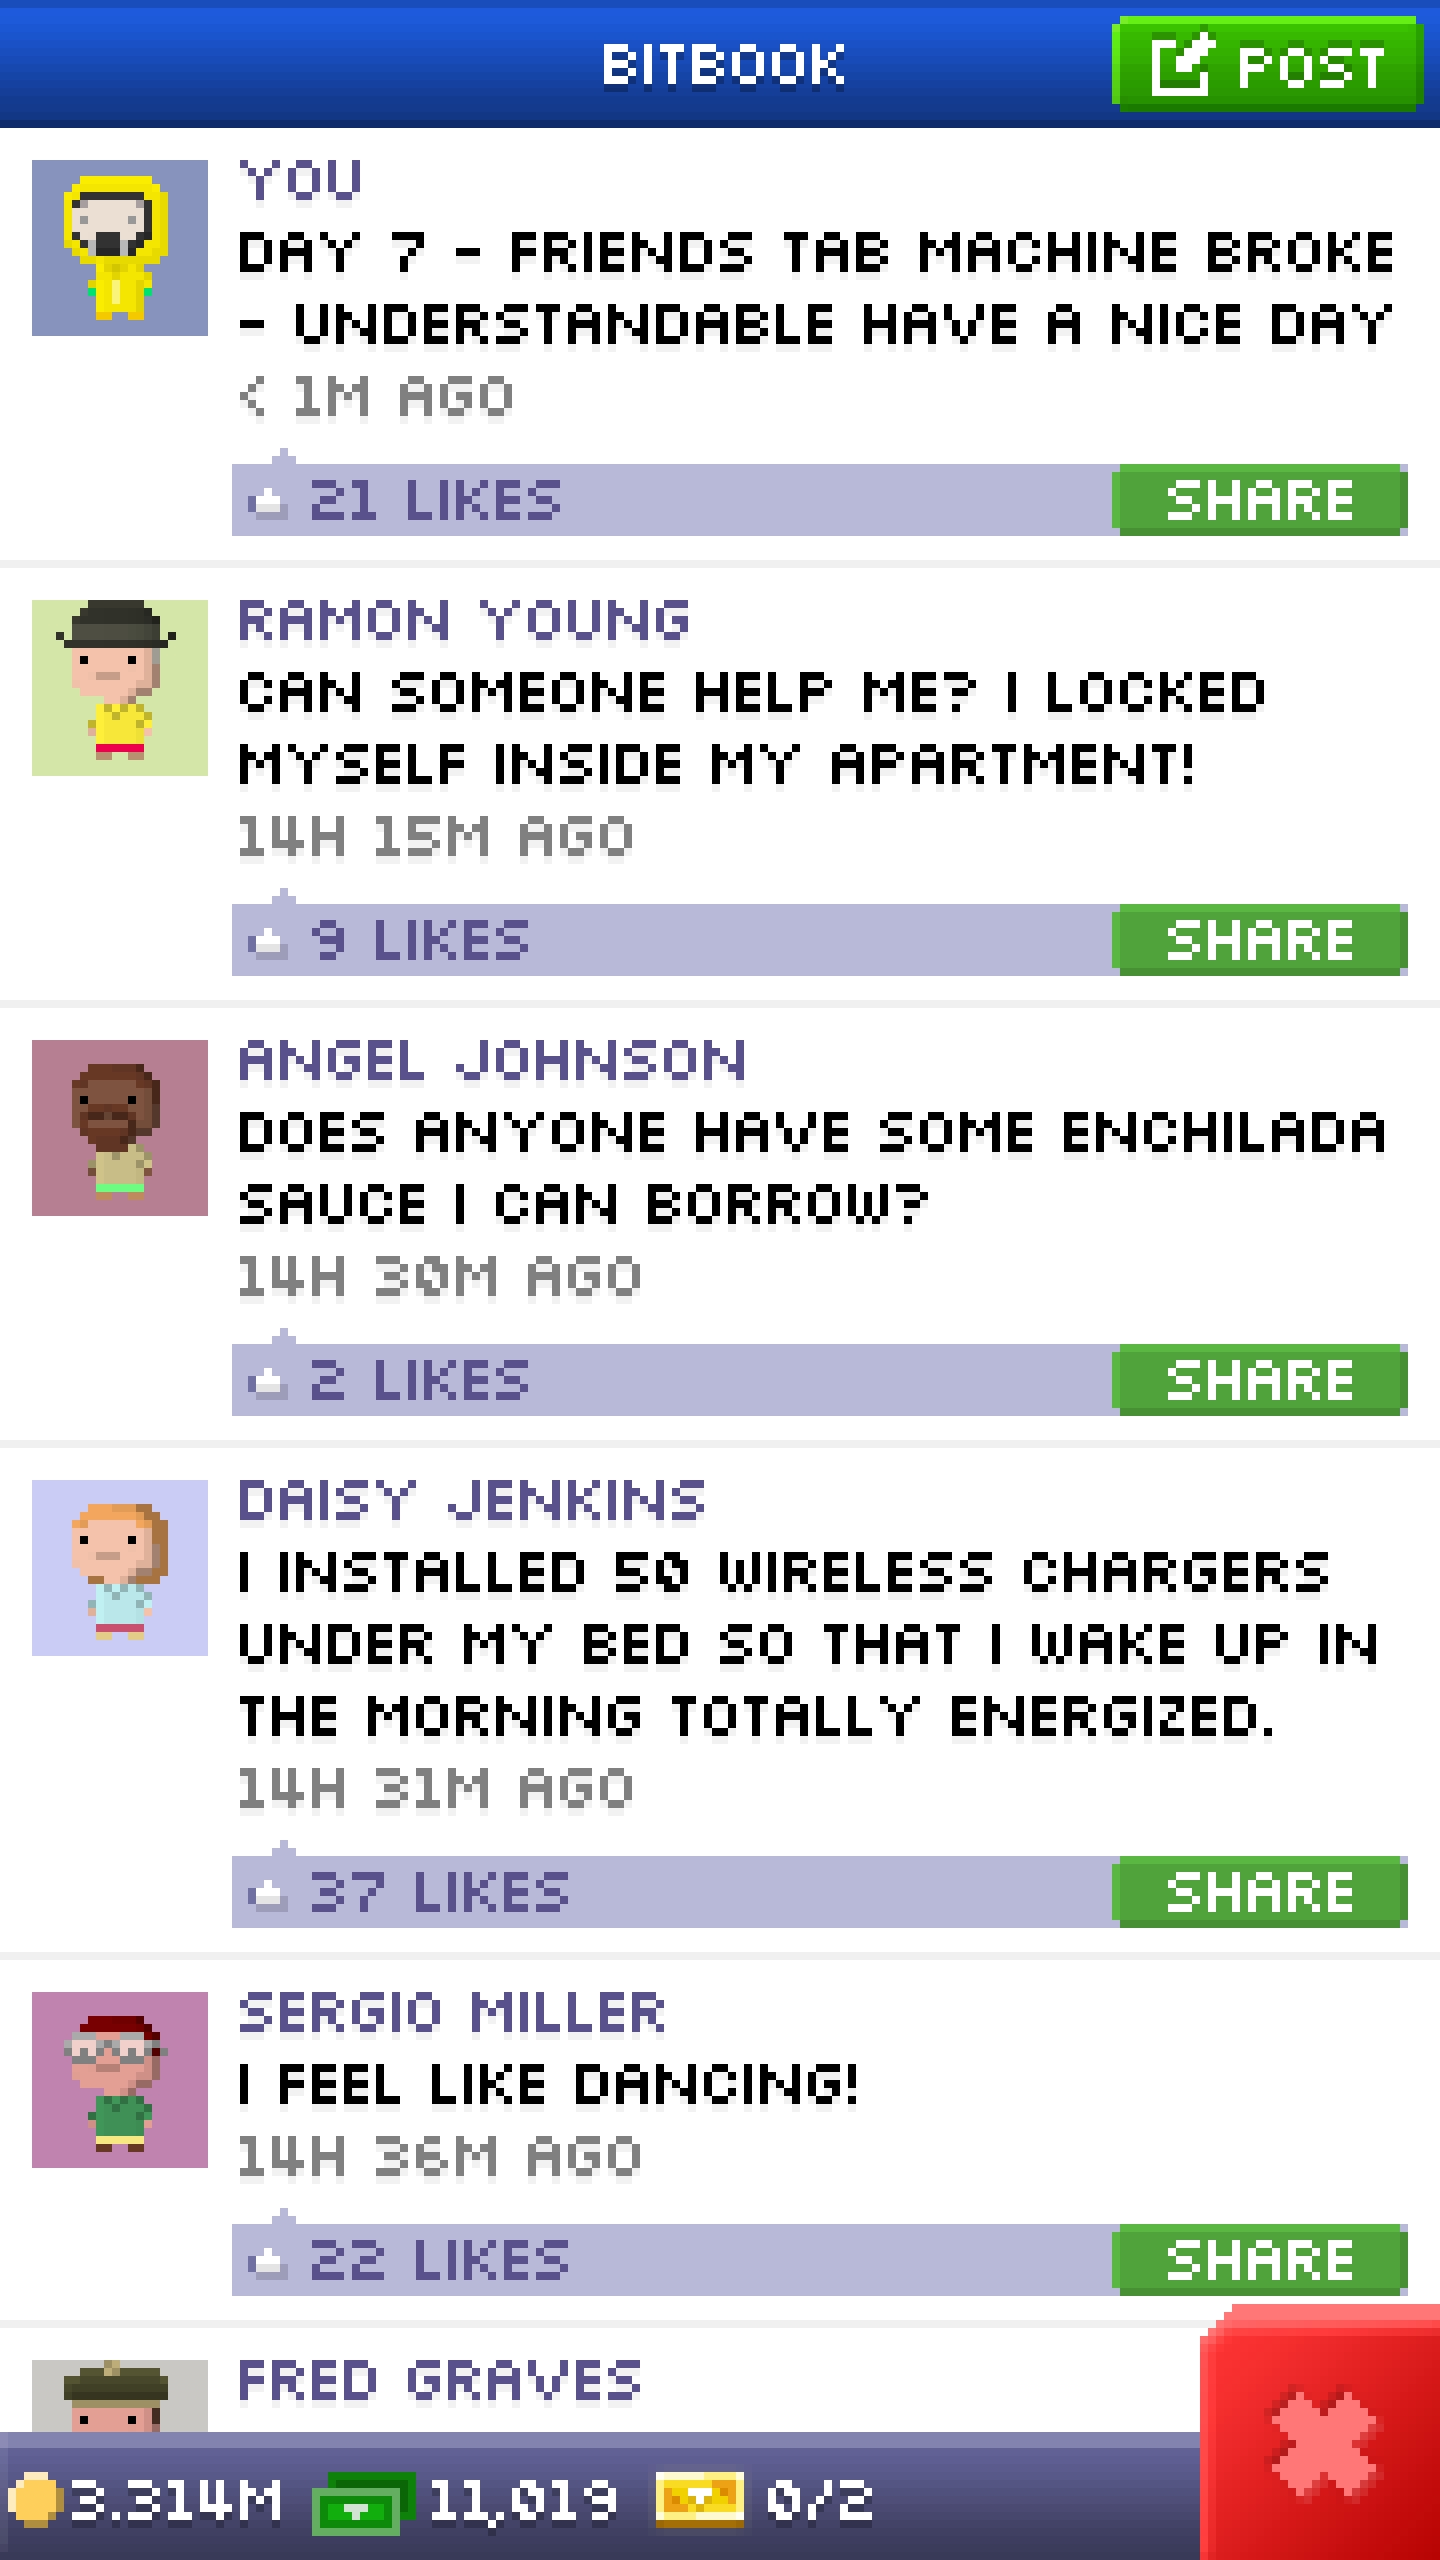 BITBOOK
POST
YOU
DAY 7 - FRIENDS TAB MACHINE BROKE
- UNDERSTANDABLE HAVE A NICE DAY
< 1M AGO
21 LIKES
SHARE
RAMON YOUNG
CAN SOMEONE HELP ME? I LOCKED
MYSELF INSIDE MY APARTMENT!
14H 15M AGO
9 LIKES
SHARE
ANGEL JOHNSON
DOES ANYONE HAVE SOME ENCHILADA
SAUCE I CAN BORROW?
14H 30M AGO
2 LIKES
SHARE
DAISY JENKINS
I INSTALLED 50 WIRELESS CHARGERS
UNDER MY BED SO THAT I WAKE UP IN
THE MORNING TOTALLY ENERGIZED.
14H 31M AGO
37 LIKES
SHARE
SERGIO MILLER
I FEEL LIKE DANCING!
14H 36M AGO
22 LIKES
SHARE
FRED GRAVES
3.314M 11,019 0/2